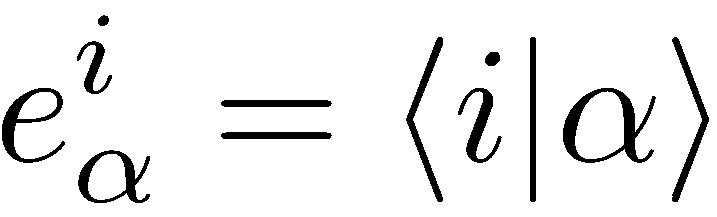 e^i_α = ⟨i|α⟩